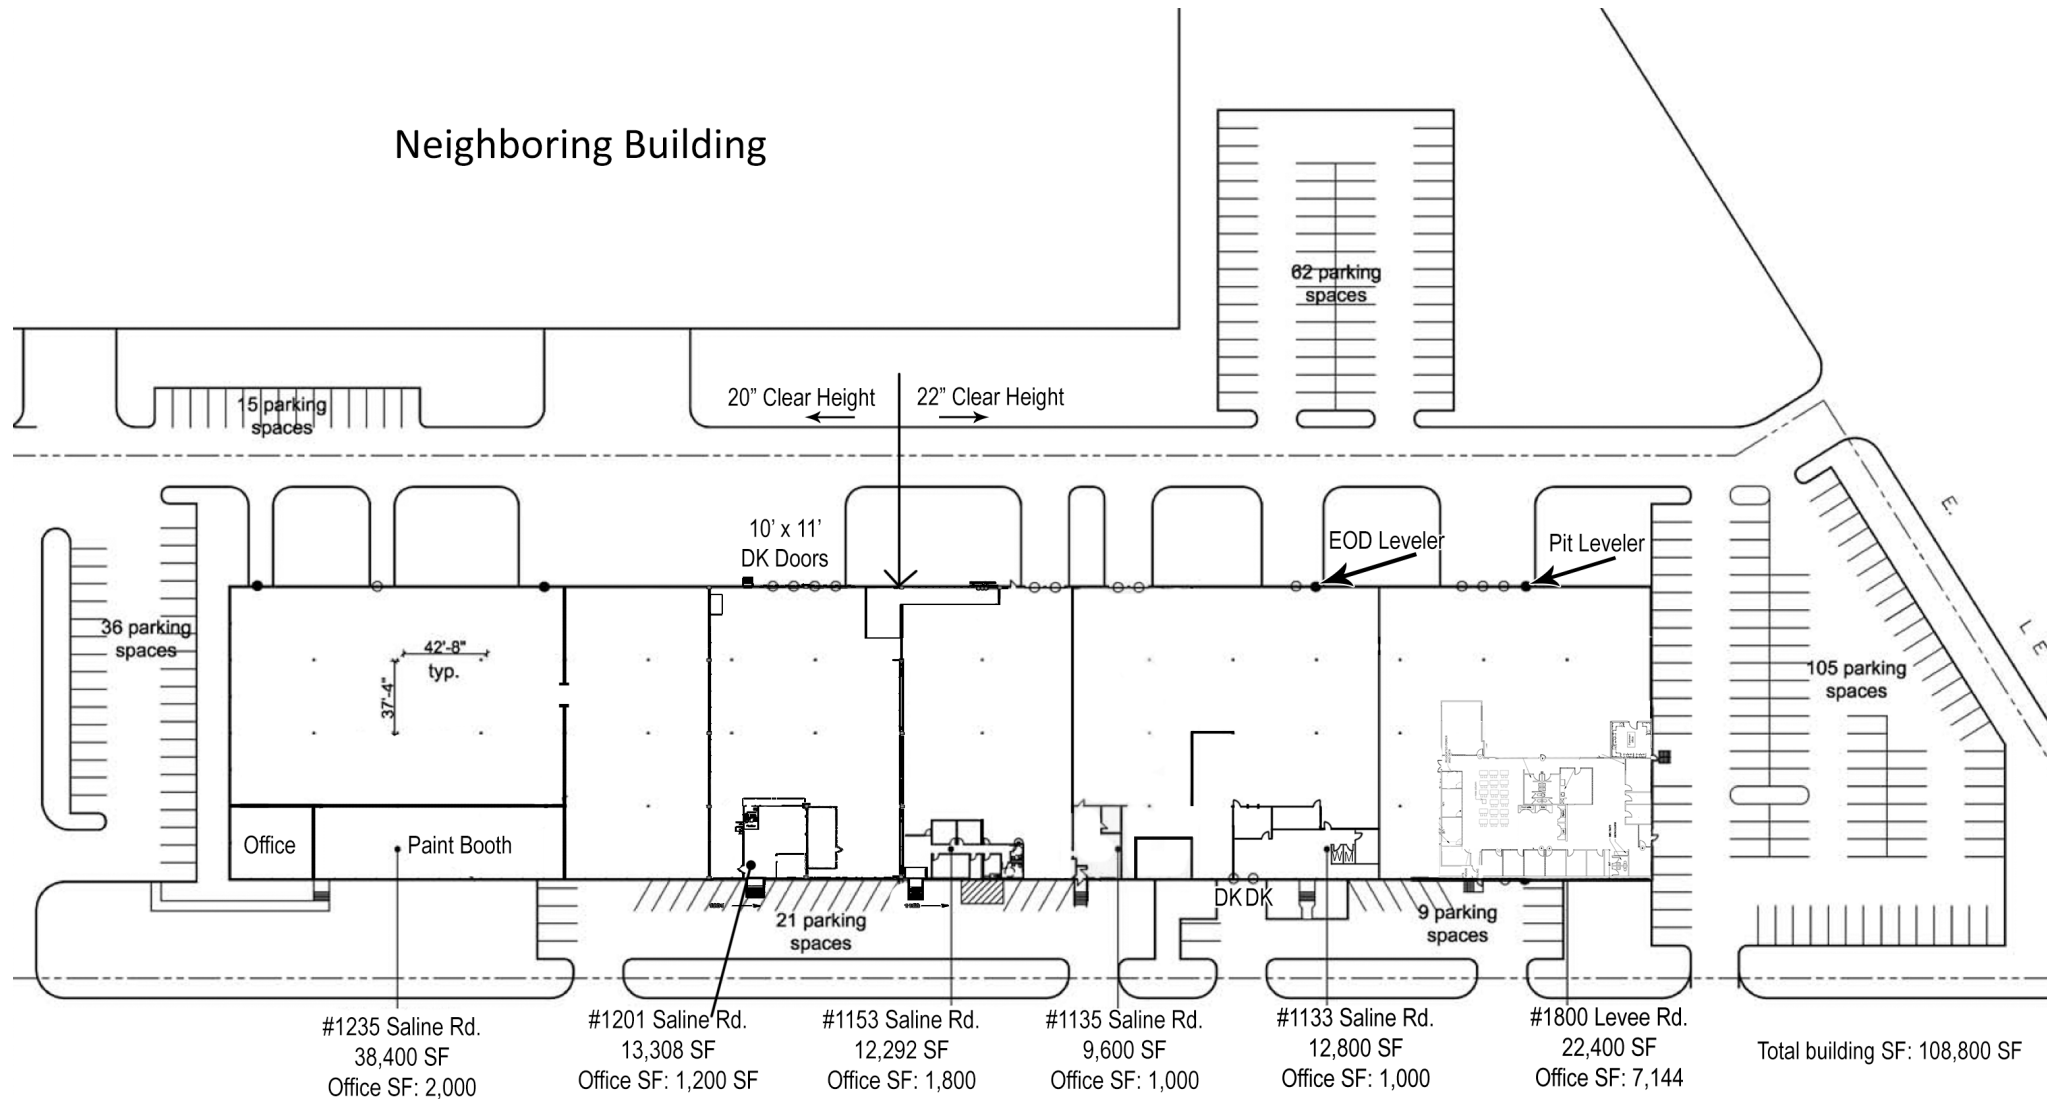 Neighboring Building
62 parking
spaces
20” Clear Height
22” Clear Height
15 parking
spaces
E.
10’ x 11’
DK Doors
EOD Leveler
Pit Leveler
36 parking
spaces
42'-8"
typ.
37'-4"
L E
105 parking
spaces
Office
Paint Booth
DK DK
21 parking
spaces
9 parking
spaces
#1235 Saline Rd.
38,400 SF
Office SF: 2,000
#1201 Saline Rd.
13,308 SF
Office SF: 1,200 SF
#1153 Saline Rd.
12,292 SF
Office SF: 1,800
#1135 Saline Rd.
9,600 SF
Office SF: 1,000
#1133 Saline Rd.
12,800 SF
Office SF: 1,000
#1800 Levee Rd.
22,400 SF
Office SF: 7,144
Total building SF: 108,800 SF